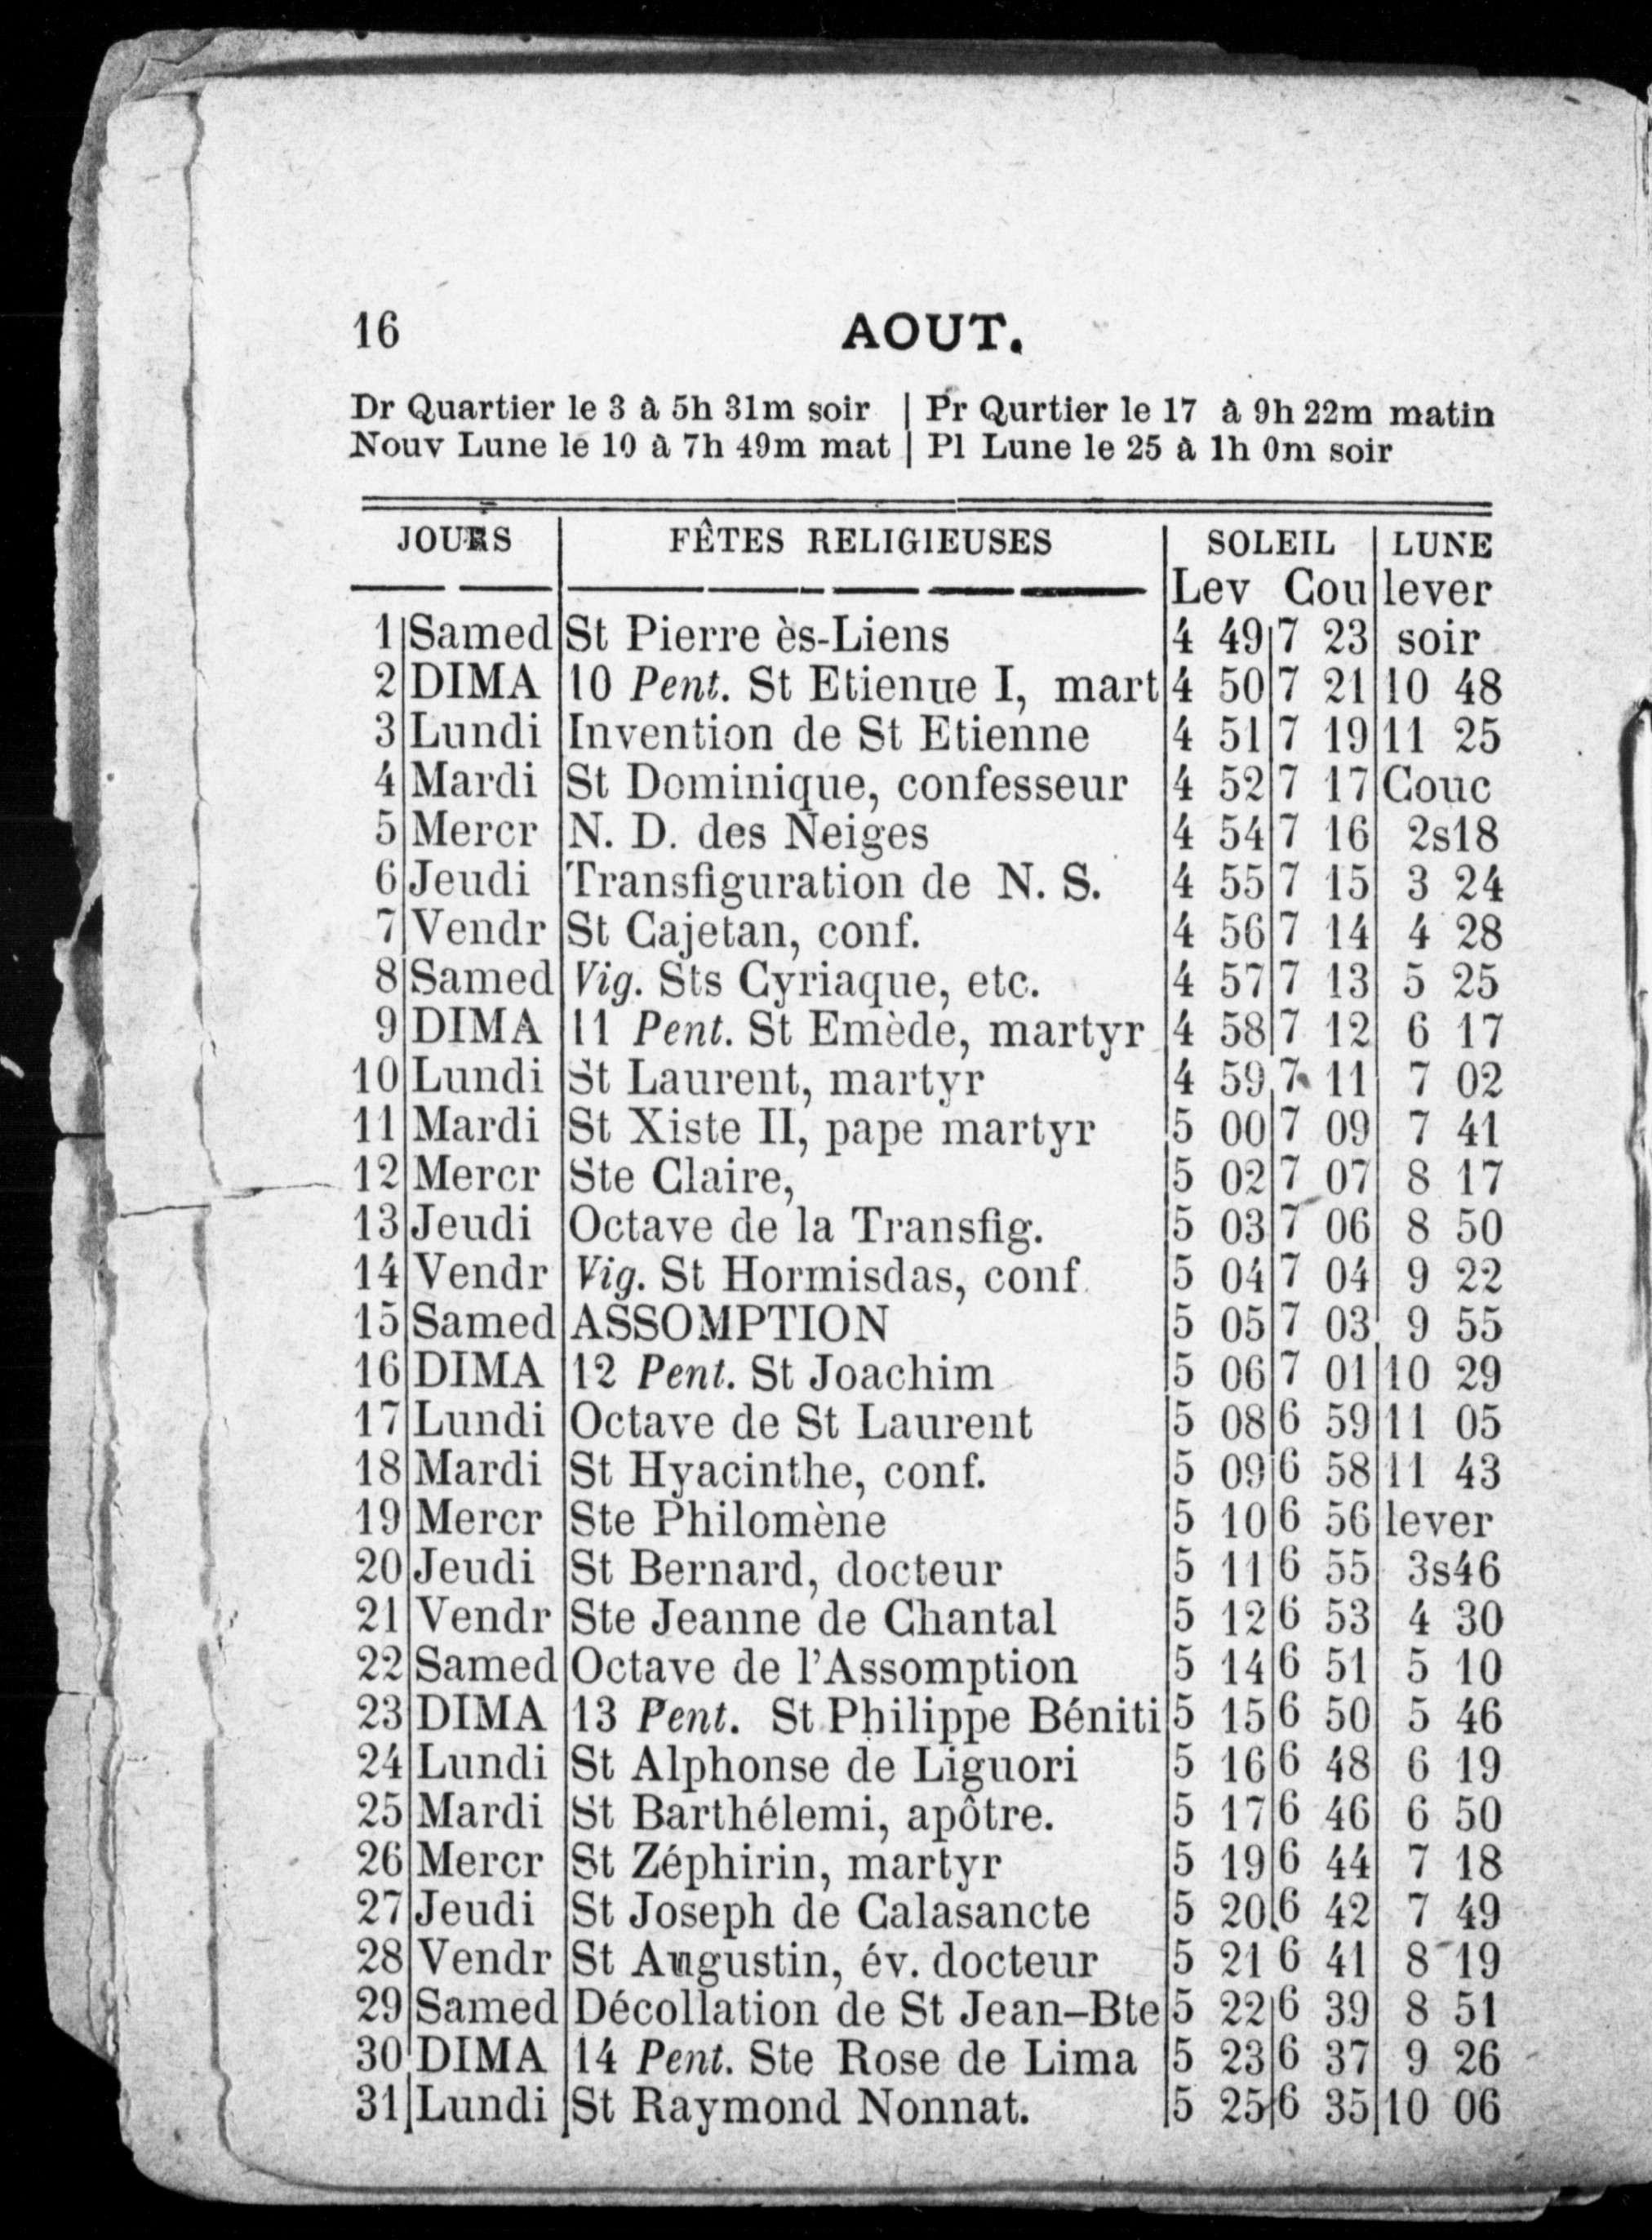 16 AOUT.
Dr Quartier le 3 à 5h 31m soir | Pr Qurtier le 17 à 9h 22m matin
Nouv Lune le 10 à 7h 49m mat | Pl Lune le 25 à 1h 0m soir
JOURS FÊTES RELIGIEUSES SOLEIL LUNE
Lev Cou lever
1 Samed St Pierre ès-Liens 4 49 7 23 soir
2 DIMA 10 Pent. St Etienue I, mart 4 50 7 21 10 48
3 Lundi Invention de St Etienne 4 51 7 19 11 25
4 Mardi St Dominique, confesseur 4 52 7 17 Couc
5 Mercr N. D. des Neiges 4 54 7 16 2s18
6 Jeudi Transfiguration de N. S. 4 55 7 15 3 24
7 Vendr St Cajetan, conf. 4 56 7 14 4 28
8 Samed Vig. Sts Cyriaque, etc. 4 57 7 13 5 25
9 DIMA 11 Pent. St Emède, martyr 4 58 7 12 6 17
10 Lundi St Laurent, martyr 4 59 7 11 7 02
11 Mardi St Xiste II, pape martyr 5 00 7 09 7 41
12 Mercr Ste Claire, 5 02 7 07 8 17
13 Jeudi Octave de la Transfig. 5 03 7 06 8 50
14 Vendr Vig. St Hormisdas, conf 5 04 7 04 9 22
15 Samed ASSOMPTION 5 05 7 03 9 55
16 DIMA 12 Pent. St Joachim 5 06 7 01 10 29
17 Lundi Octave de St Laurent 5 08 6 59 11 05
18 Mardi St Hyacinthe, conf. 5 09 6 58 11 43
19 Mercr Ste Philomène 5 10 6 56 lever
20 Jeudi St Bernard, docteur 5 11 6 55 3s46
21 Vendr Ste Jeanne de Chantal 5 12 6 53 4 30
22 Samed Octave de l'Assomption 5 14 6 51 5 10
23 DIMA 13 Pent. St Philippe Béniti 5 15 6 50 5 46
24 Lundi St Alphonse de Liguori 5 16 6 48 6 19
25 Mardi St Barthélemi, apôtre. 5 17 6 46 6 50
26 Mercr St Zéphirin, martyr 5 19 6 44 7 18
27 Jeudi St Joseph de Calasancte 5 20 6 42 7 49
28 Vendr St Augustin, év. docteur 5 21 6 41 8 19
29 Samed Décollation de St Jean–Bte 5 22 6 39 8 51
30 DIMA 14 Pent. Ste Rose de Lima 5 23 6 37 9 26
31 Lundi St Raymond Nonnat. 5 25 6 35 10 06